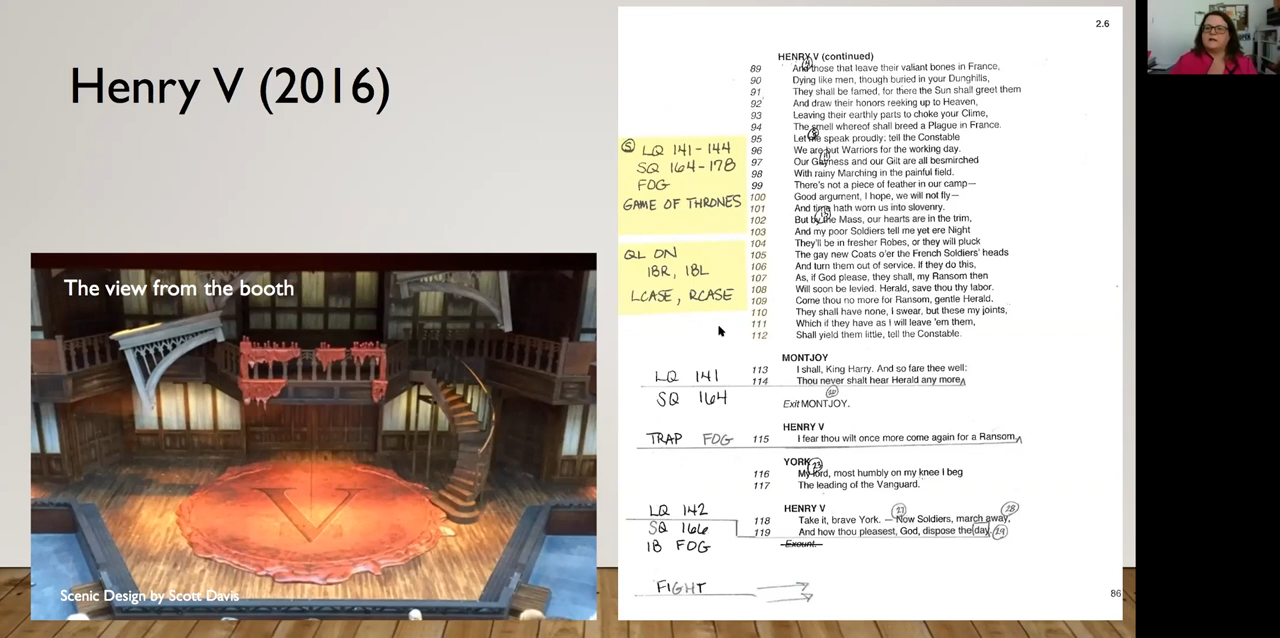 Henry V (2016)
The view from the booth
Scenic Design by Scott Davis
2.6
HENRY V (continued)
89 And those that leave their valiant bones in France,
90 Dying like men, though buried in your Dunghills,
91 They shall be famed, for there the Sun shall greet them
92 And draw their honors reeking up to Heaven,
93 Leaving their earthly parts to choke your Clime,
94 The smell whereof shall breed a Plague in France.
95 Let me speak proudly: tell the Constable
96 We are but Warriors for the working day.
97 Our Gayness and our Gilt are all besmirched
98 With rainy Marching in the painful field.
99 There's not a piece of feather in our camp—
100 Good argument, I hope, we will not fly—
101 And time hath worn us into slovenry.
102 But by the Mass, our hearts are in the trim,
103 And my poor Soldiers tell me yet ere Night
104 They'll be in fresher Robes, or they will pluck
105 The gay new Coats o'er the French Soldiers' heads
106 And turn them out of service. If they do this,
107 As, if God please, they shall, my Ransom then
108 Will soon be levied. Herald, save thou thy labor.
109 Come thou no more for Ransom, gentle Herald.
110 They shall have none, I swear, but these my joints,
111 Which if they have as I will leave 'em them,
112 Shall yield them little, tell the Constable.
S LQ 141-144
SQ 164-178
FOG
GAME OF THRONES
QL ON
1BR, 1BL
LCASE, RCASE
MONTJOY
113 I shall, King Harry. And so fare thee well:
LQ 141
114 Thou never shalt hear Herald any more.
SQ 164
Exit MONTJOY.
HENRY V
TRAP FOG 115 I fear thou wilt once more come again for a Ransom.
YORK 23
116 My lord, most humbly on my knee I beg
117 The leading of the Vanguard.
HENRY V
LQ 142
118 Take it, brave York. — Now Soldiers, march away,
28
SQ 166
119 And how thou pleasest, God, dispose the day.
29
Exeunt.
1B FOG
FIGHT
86
V